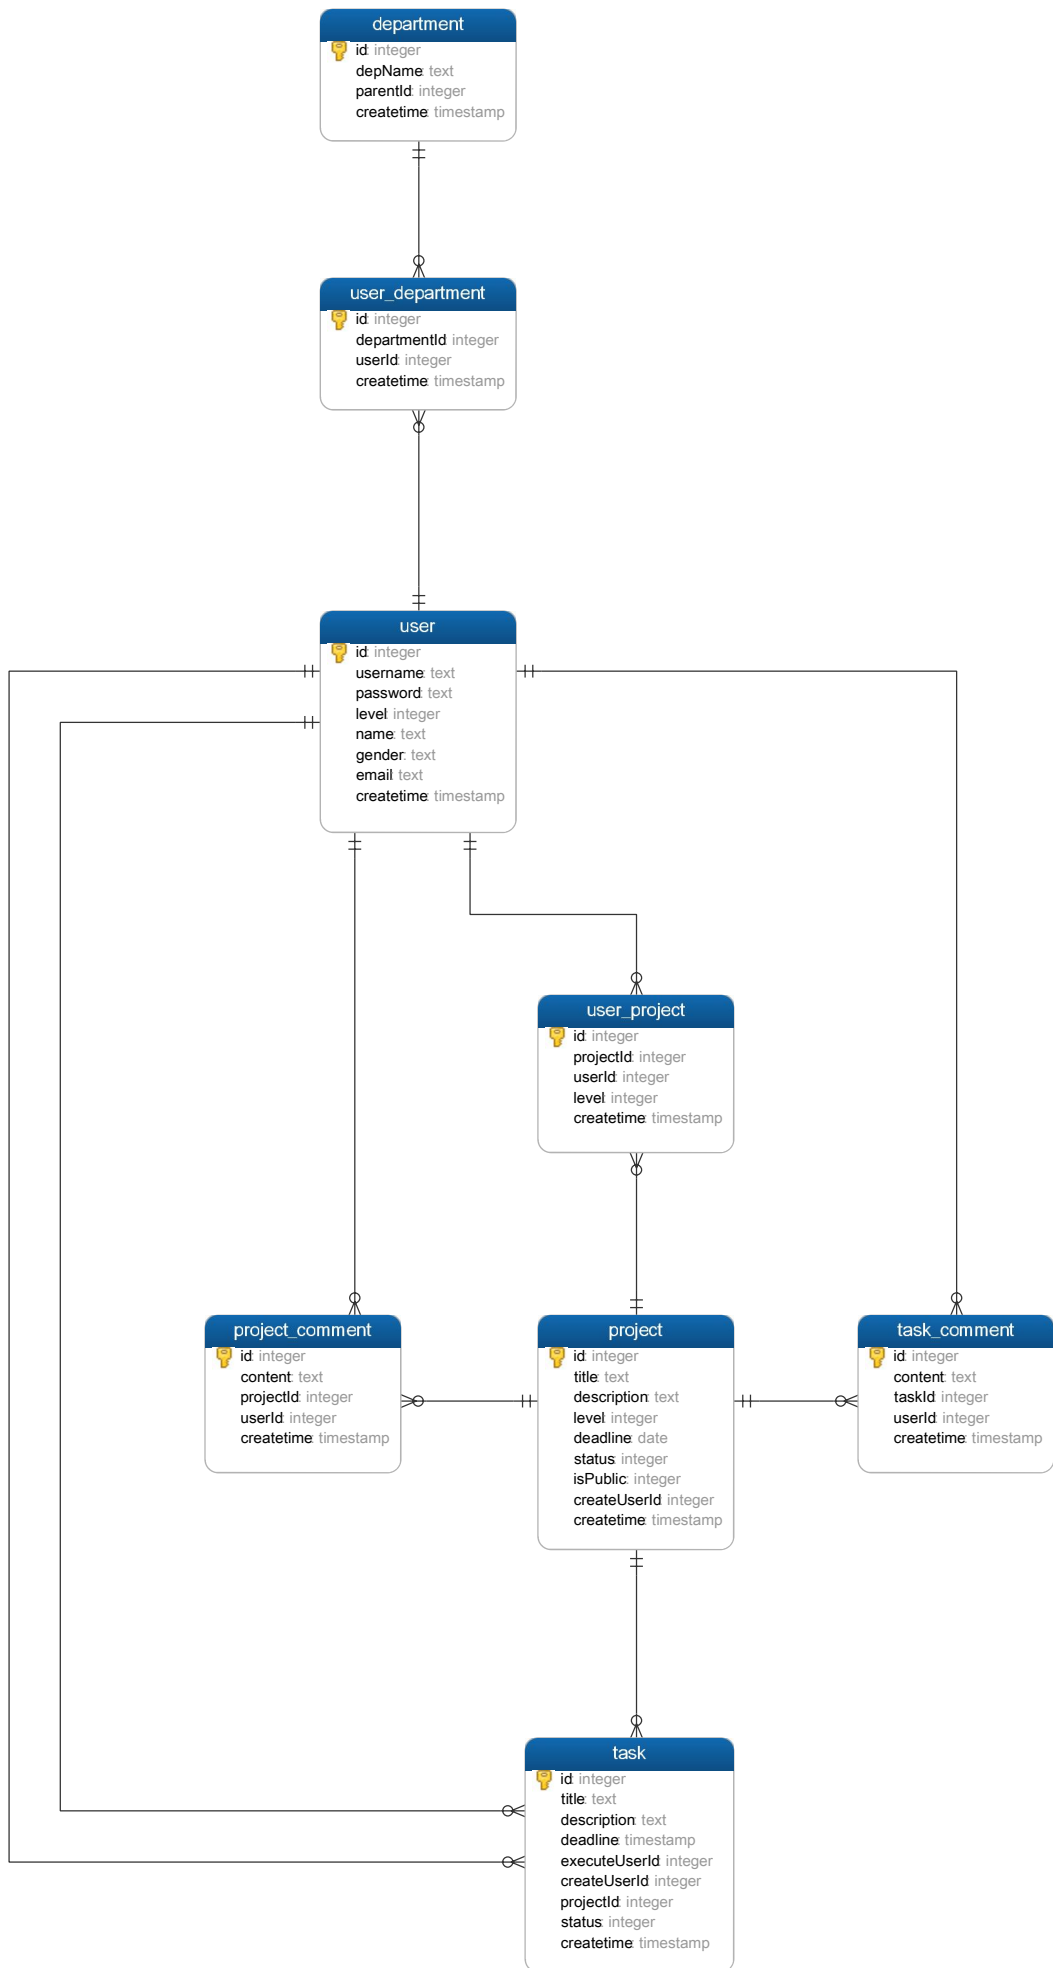 department
id: integer
depName: text
parentId: integer
createtime: timestamp
user_department
id: integer
departmentId: integer
userId: integer
createtime: timestamp
user
id: integer
username: text
password: text
level: integer
name: text
gender: text
email: text
createtime: timestamp
user_project
id: integer
projectId: integer
userId: integer
level: integer
createtime: timestamp
project_comment
id: integer
content: text
projectId: integer
userId: integer
createtime: timestamp
project
id: integer
title: text
description: text
level: integer
deadline: date
status: integer
isPublic: integer
createUserId: integer
createtime: timestamp
task_comment
id: integer
content: text
taskId: integer
userId: integer
createtime: timestamp
task
id: integer
title: text
description: text
deadline: timestamp
executeUserId: integer
createUserId: integer
projectId: integer
status: integer
createtime: timestamp